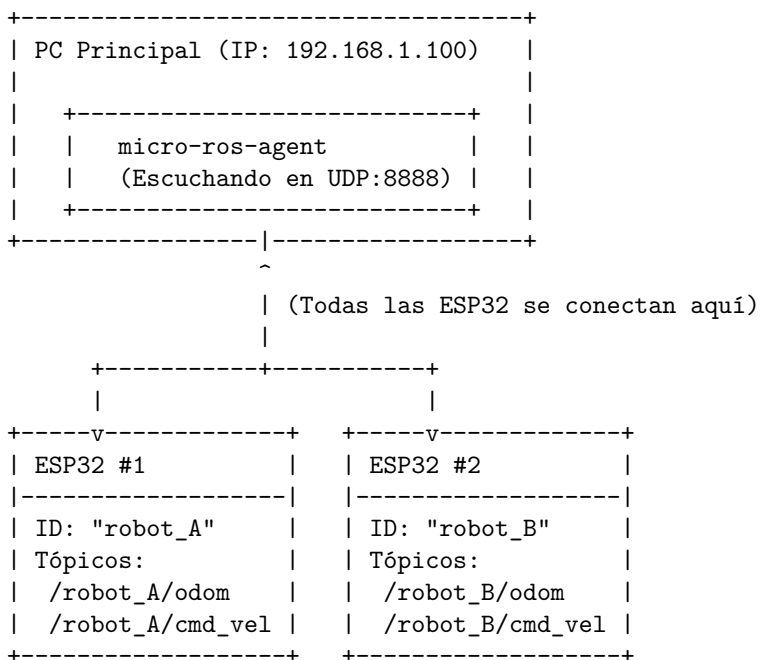 PC Principal (IP: 192.168.1.100)
micro-ros-agent
(Escuchando en UDP:8888)
(Todas las ESP32 se conectan aquí)
ESP32 #1
ESP32 #2
ID: "robot_A"
ID: "robot_B"
Tópicos:
Tópicos:
/robot_A/odom
/robot_B/odom
/robot_A/cmd_vel
/robot_B/cmd_vel